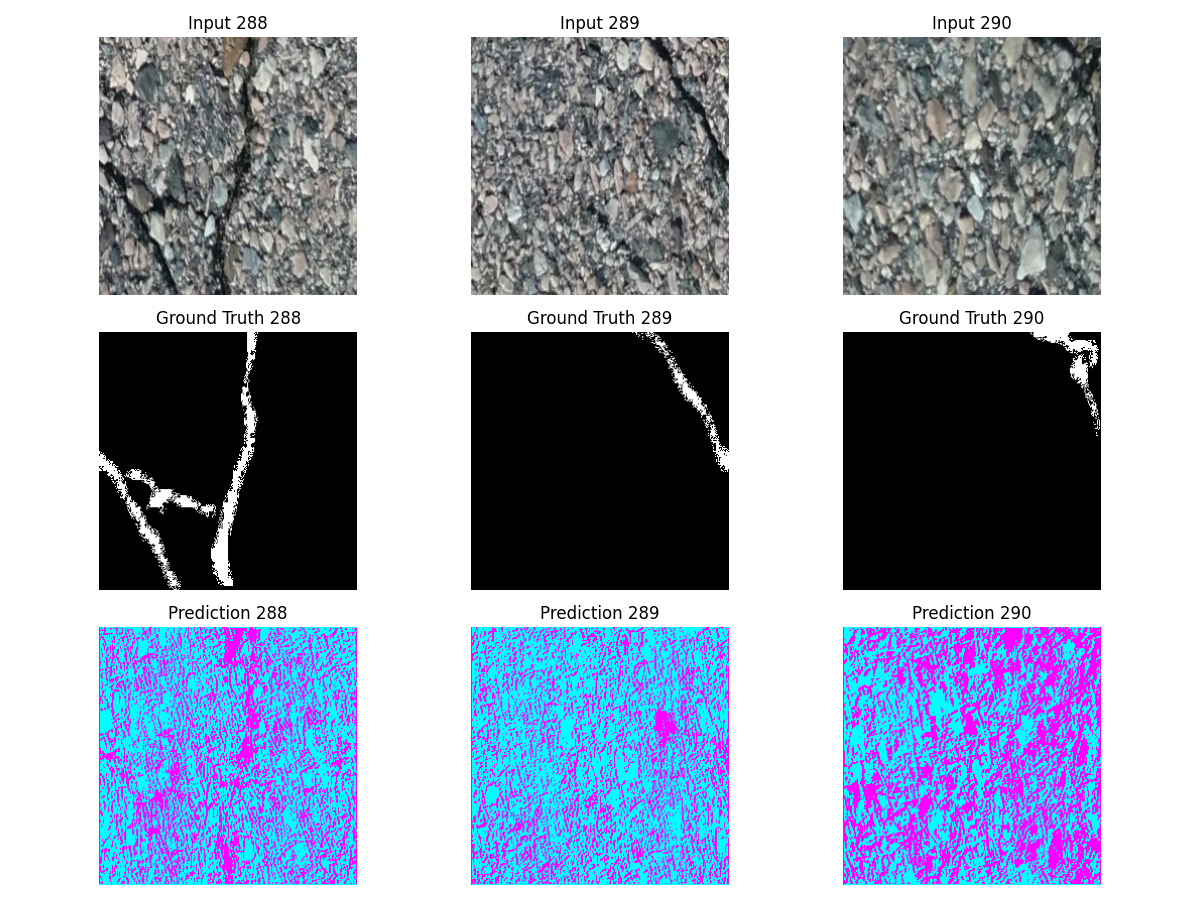 Input 288
Input 289
Input 290
Ground Truth 288
Ground Truth 289
Ground Truth 290
Prediction 288
Prediction 289
Prediction 290